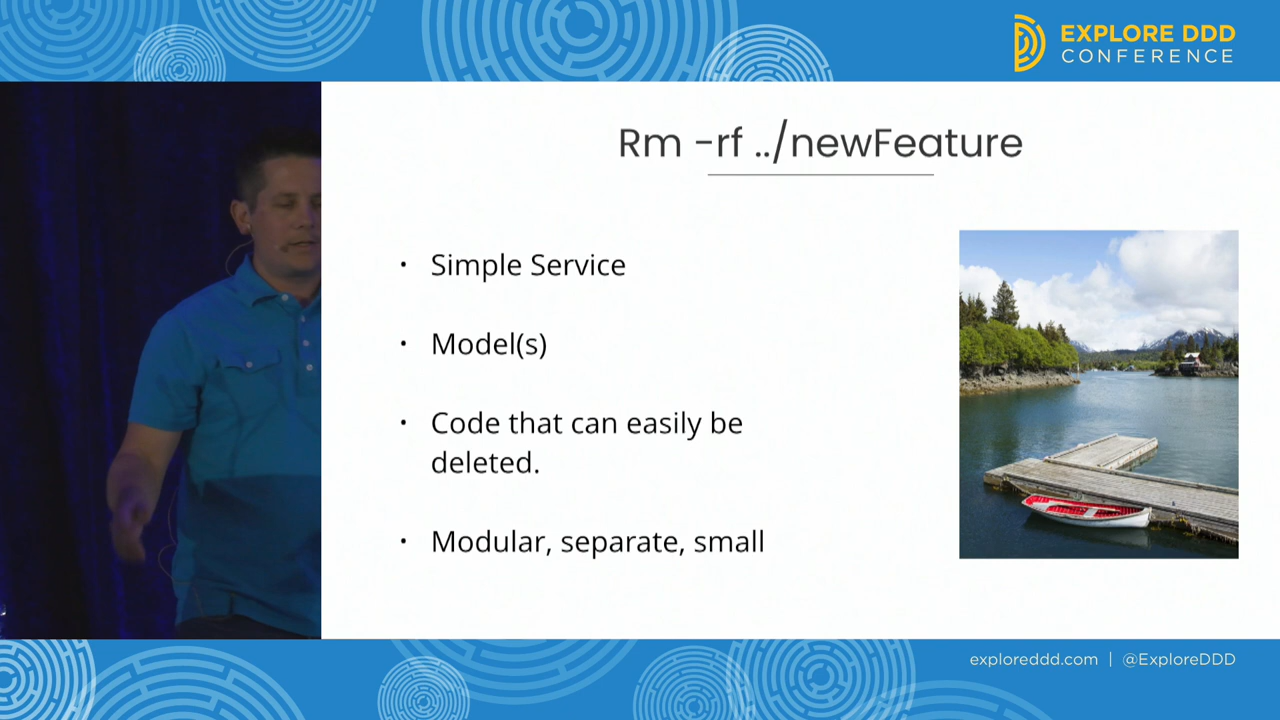 EXPLORE DDD
CONFERENCE
Rm -rf ../newFeature
• Simple Service
• Model(s)
• Code that can easily be
deleted.
• Modular, separate, small
exploreddd.com | @ExploreDDD